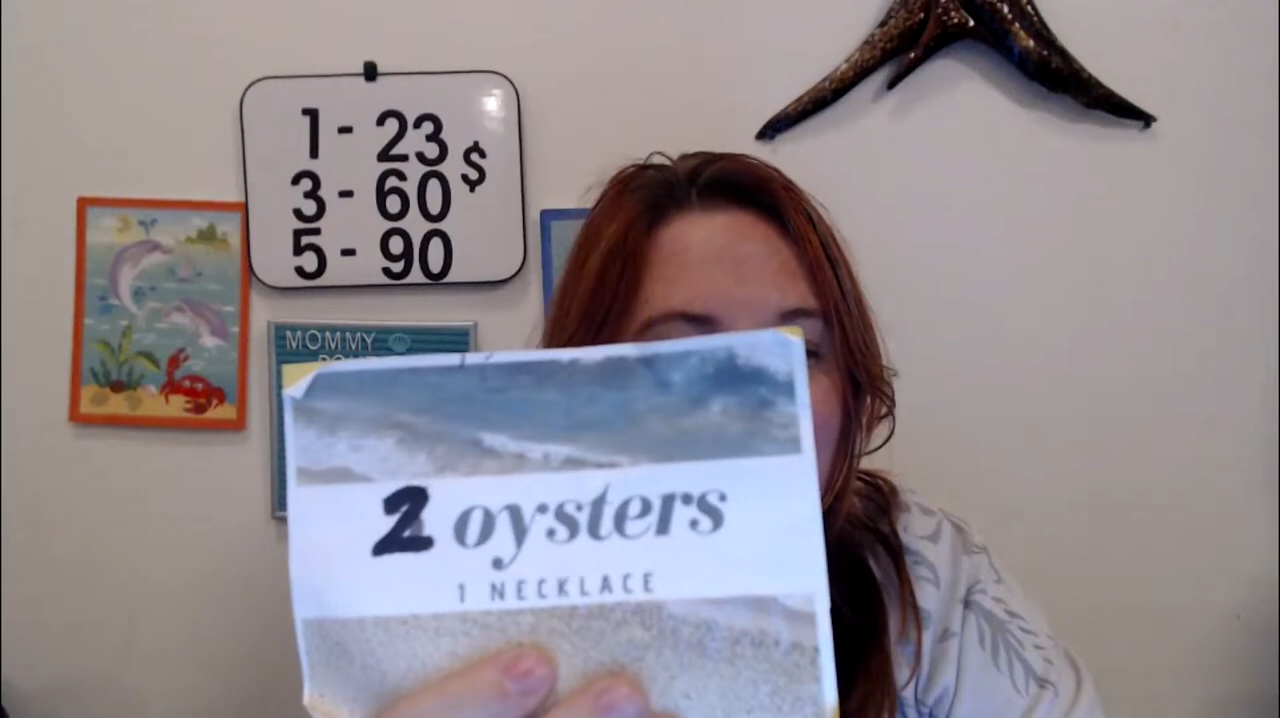 1 - 23
$
3 - 60
5 - 90
MOMMY
2 oysters
1 NECKLACE